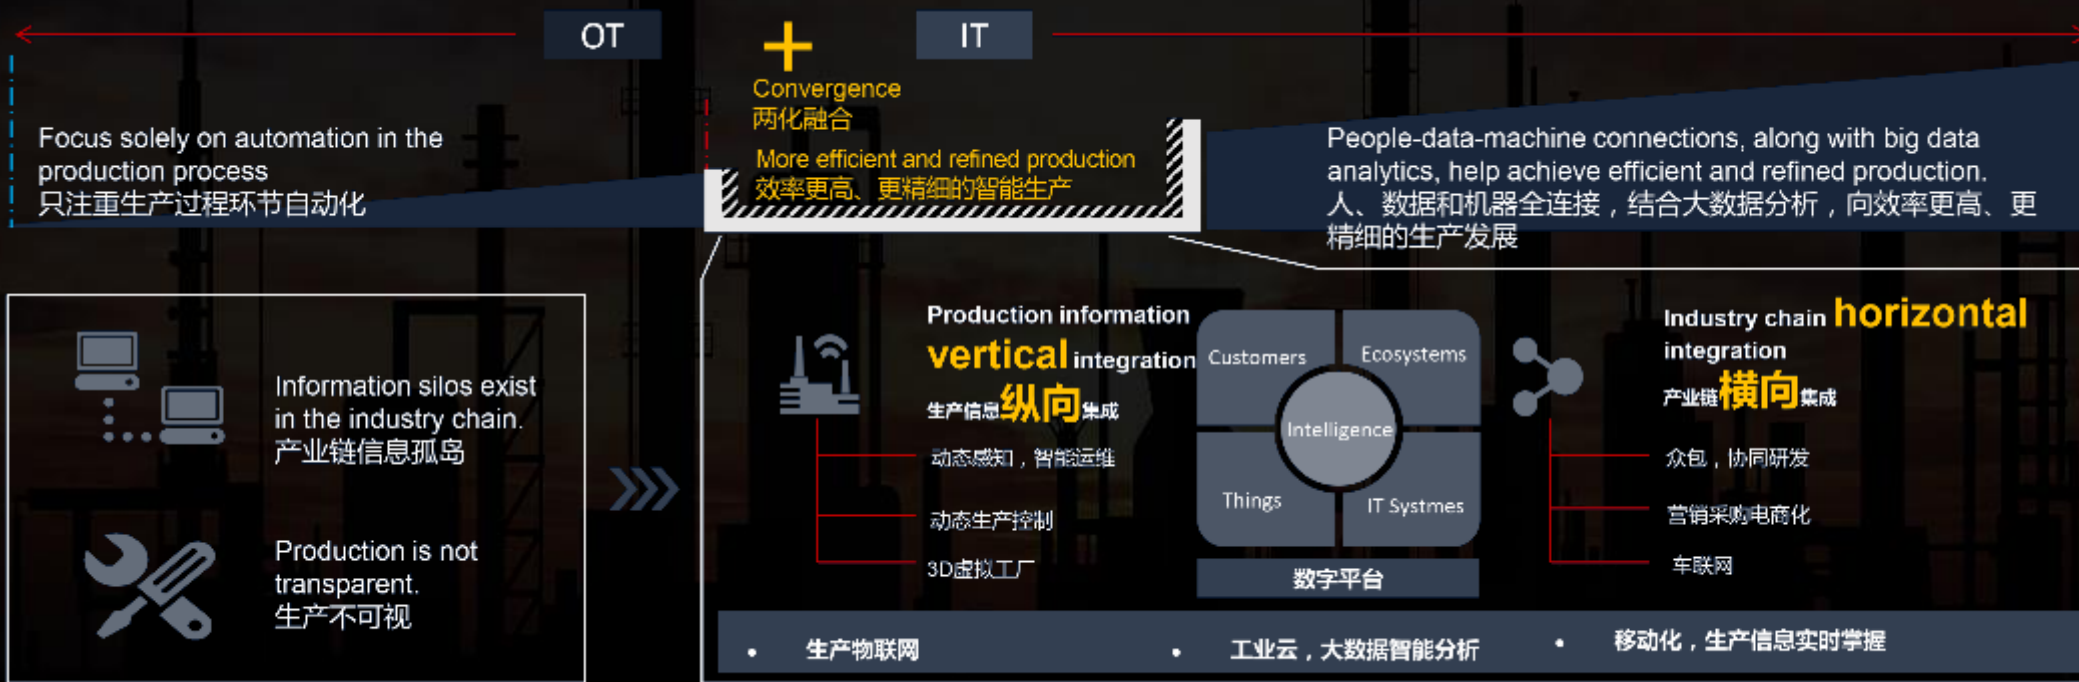 OT
+
IT
Convergence
两化融合
More efficient and refined production
效率更高、更精细的智能生产
Focus solely on automation in the
production process
只注重生产过程环节自动化
People-data-machine connections, along with big data
analytics, help achieve efficient and refined production.
人、数据和机器全连接，结合大数据分析，向效率更高、更
精细的生产发展
Information silos exist
in the industry chain.
产业链信息孤岛
Production is not
transparent.
生产不可视
Production information
vertical integration
生产信息纵向集成
动态感知，智能运维
动态生产控制
3D虚拟工厂
Customers
Ecosystems
Intelligence
Things
IT Systmes
数字平台
Industry chain horizontal
integration
产业链横向集成
众包，协同研发
营销采购电商化
车联网
• 生产物联网
• 工业云，大数据智能分析
• 移动化，生产信息实时掌握